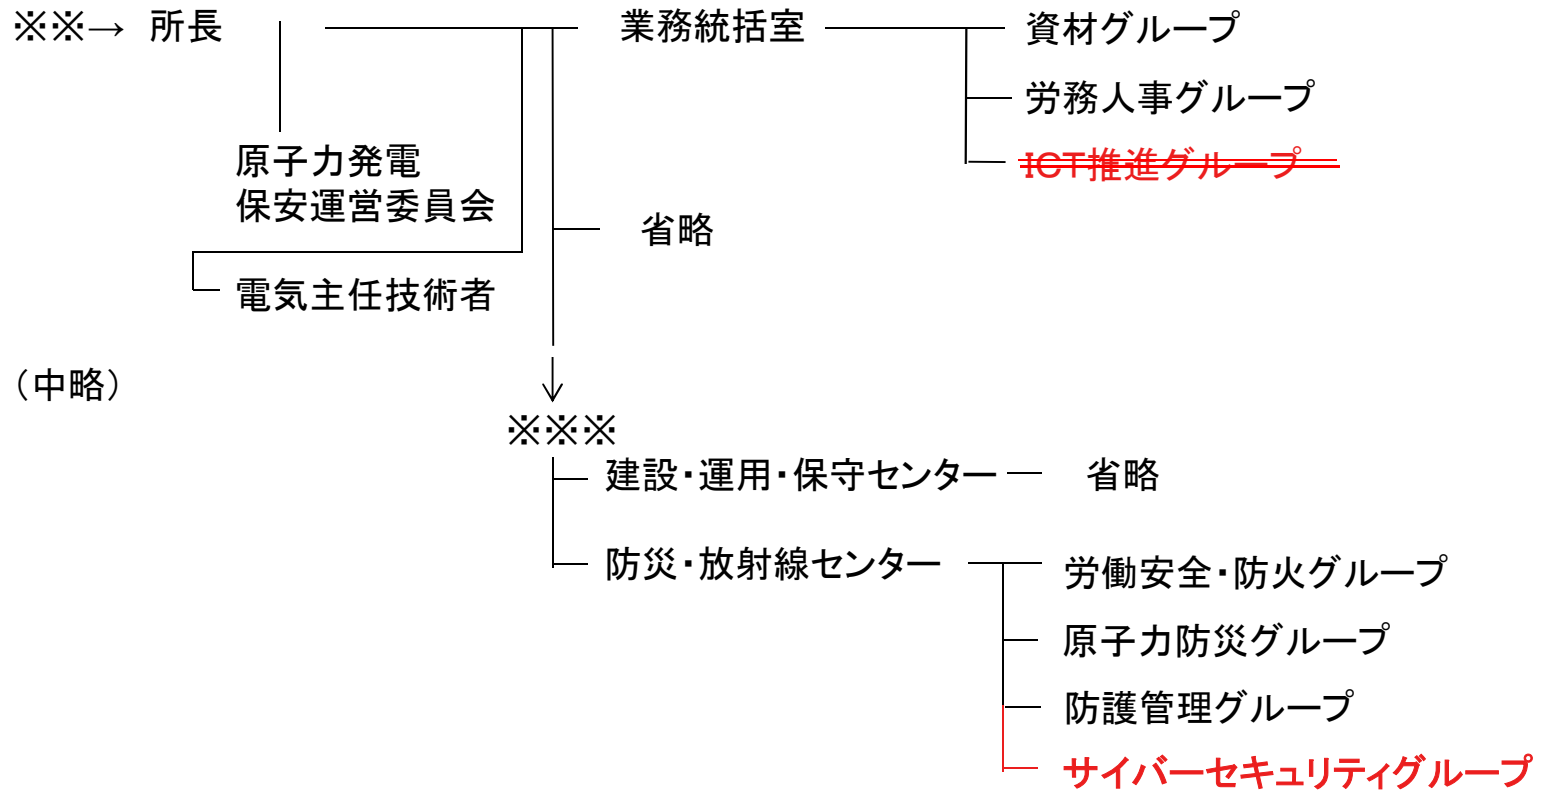 ※※→ 所長
業務統括室
資材グループ
労務人事グループ
ICT推進グループ
原子力発電
保安運営委員会
省略
電気主任技術者
（中略）
※※※
建設・運用・保守センター
省略
防災・放射線センター
労働安全・防火グループ
原子力防災グループ
防護管理グループ
サイバーセキュリティグループ